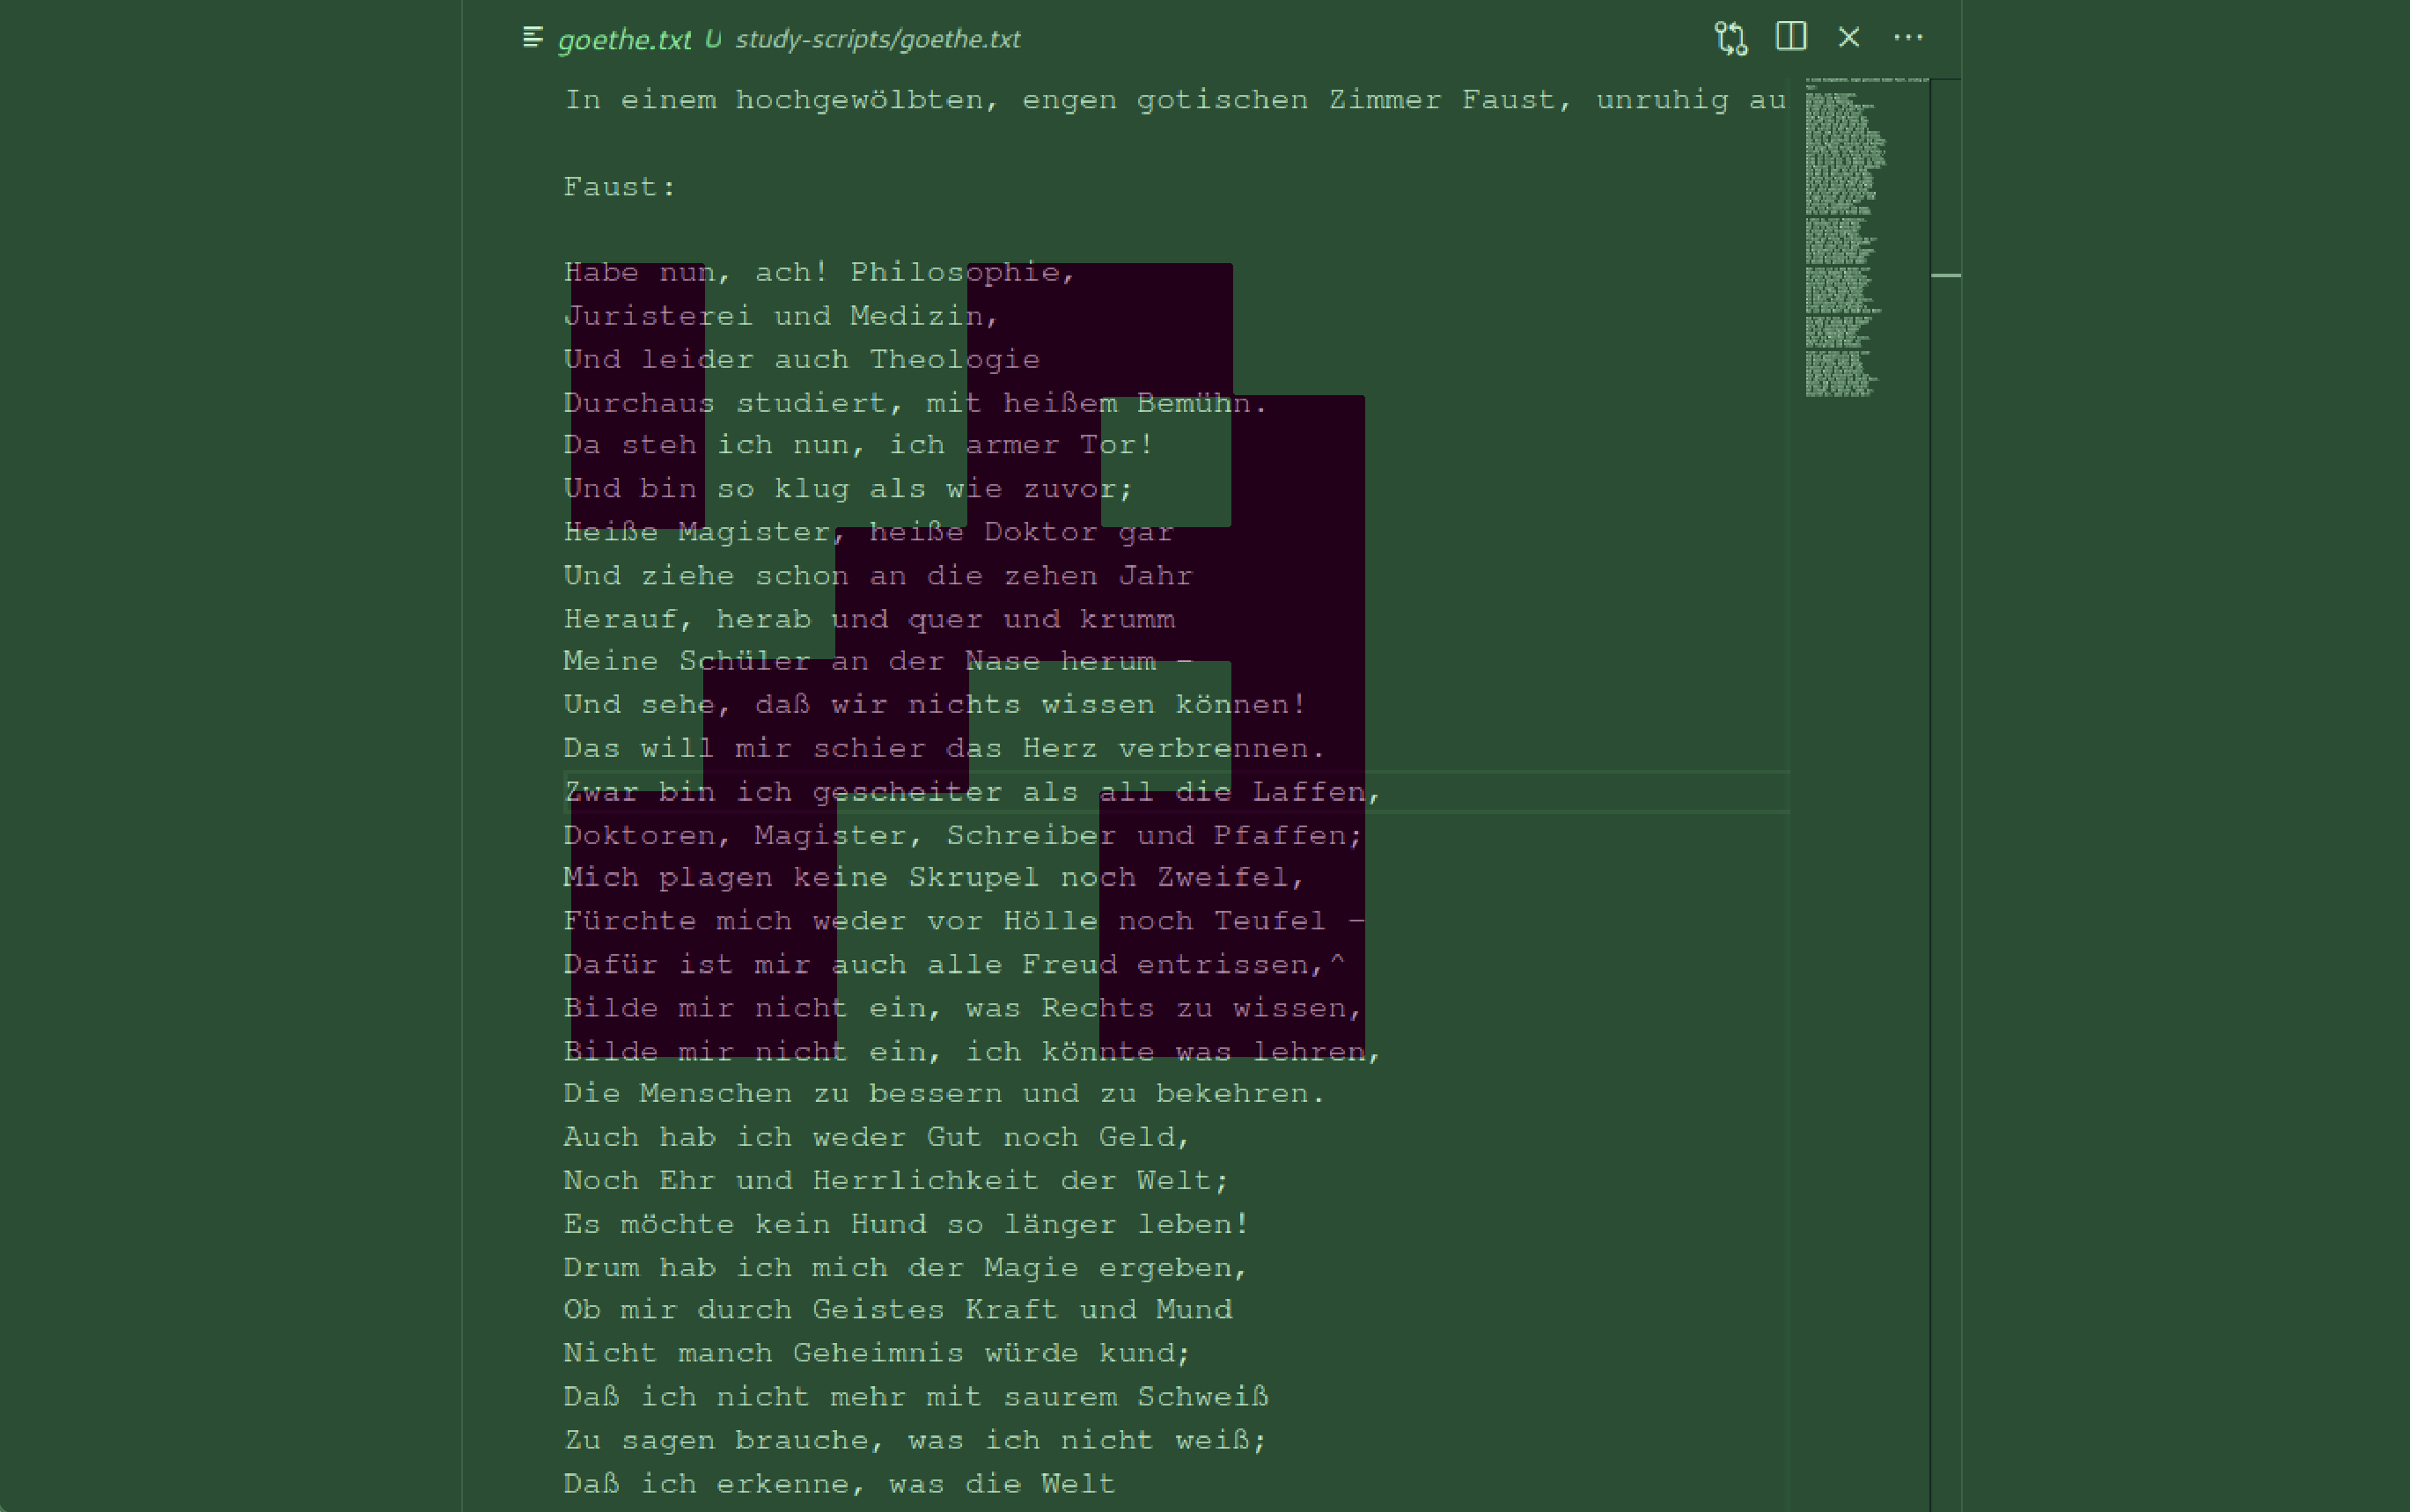 goethe.txt U study-scripts/goethe.txt
In einem hochgewölbten, engen gotischen Zimmer Faust, unruhig au
Faust:
Habe nun, ach! Philosophie,
Juristerei und Medizin,
Und leider auch Theologie
Durchaus studiert, mit heißem Bemühn.
Da steh ich nun, ich armer Tor!
Und bin so klug als wie zuvor;
Heiße Magister, heiße Doktor gar
Und ziehe schon an die zehen Jahr
Herauf, herab und quer und krumm
Meine Schüler an der Nase herum –
Und sehe, daß wir nichts wissen können!
Das will mir schier das Herz verbrennen.
Zwar bin ich gescheiter als all die Laffen,
Doktoren, Magister, Schreiber und Pfaffen;
Mich plagen keine Skrupel noch Zweifel,
Fürchte mich weder vor Hölle noch Teufel –
Dafür ist mir auch alle Freud entrissen,^
Bilde mir nicht ein, was Rechts zu wissen,
Bilde mir nicht ein, ich könnte was lehren,
Die Menschen zu bessern und zu bekehren.
Auch hab ich weder Gut noch Geld,
Noch Ehr und Herrlichkeit der Welt;
Es möchte kein Hund so länger leben!
Drum hab ich mich der Magie ergeben,
Ob mir durch Geistes Kraft und Mund
Nicht manch Geheimnis würde kund;
Daß ich nicht mehr mit saurem Schweiß
Zu sagen brauche, was ich nicht weiß;
Daß ich erkenne, was die Welt